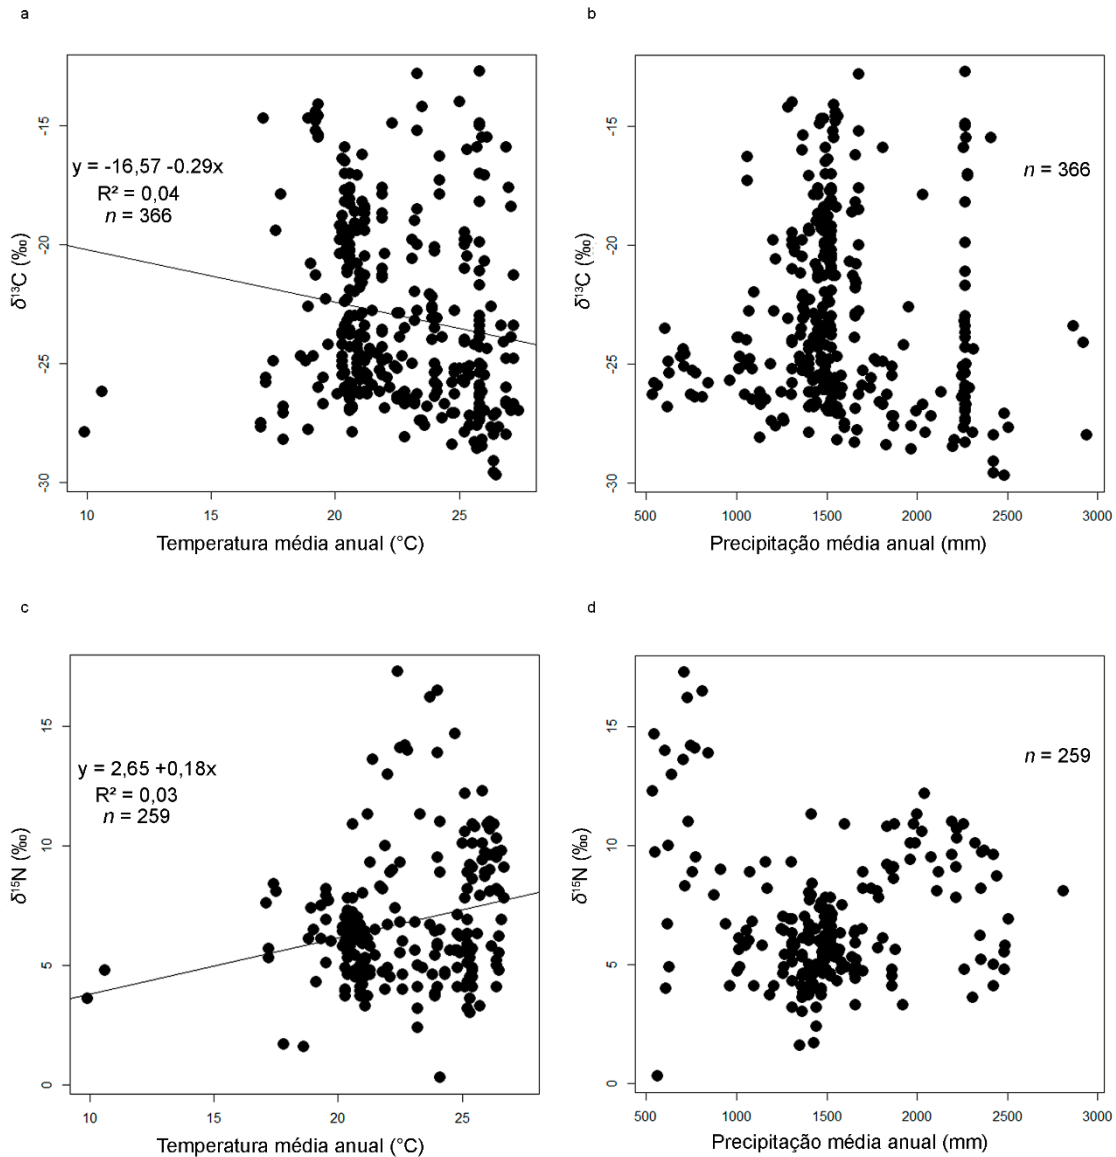 a
-15
-20
-25
-30
δ¹³C (‰)
y = -16,57 -0.29x
R² = 0,04
n = 366
10
15
20
25
Temperatura média anual (°C)
b
-15
-20
-25
-30
δ¹³C (‰)
n = 366
500
1000
1500
2000
2500
3000
Precipitação média anual (mm)
c
15
10
5
0
δ¹⁵N (‰)
y = 2,65 +0,18x
R² = 0,03
n = 259
10
15
20
25
Temperatura média anual (°C)
d
15
10
5
0
δ¹⁵N (‰)
n = 259
500
1000
1500
2000
2500
3000
Precipitação média anual (mm)